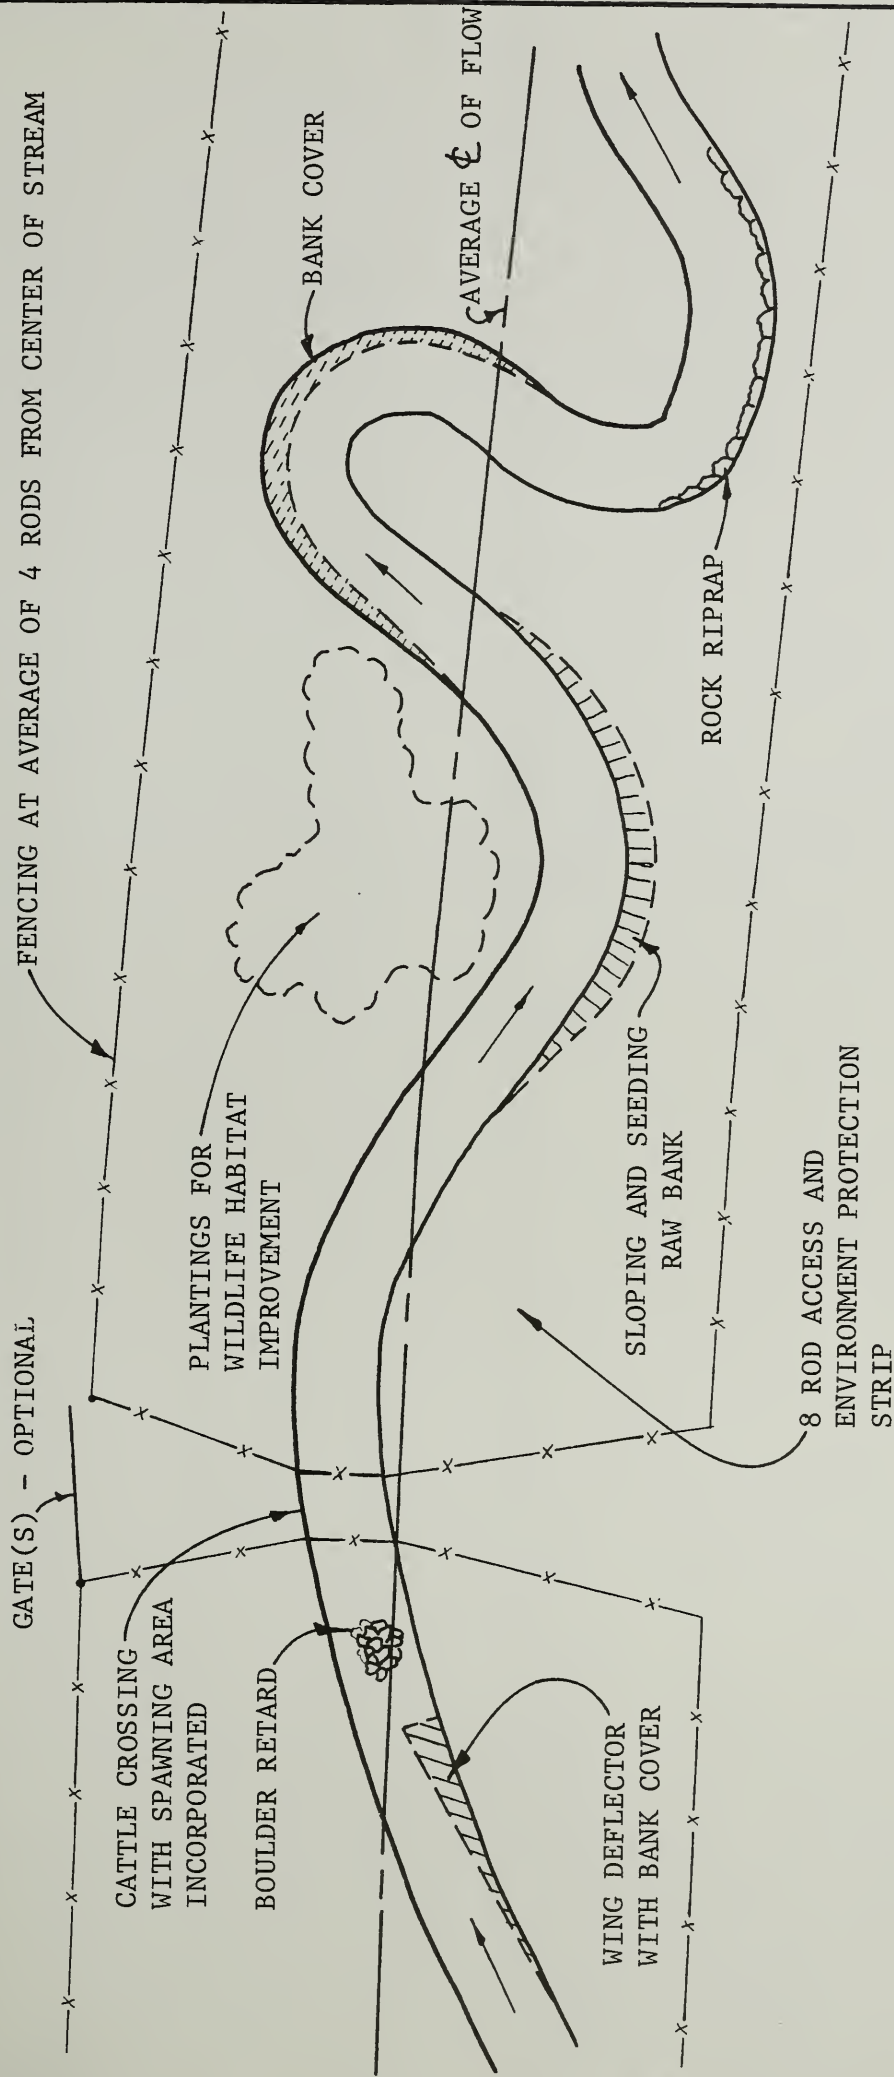 FENCING AT AVERAGE OF 4 RODS FROM CENTER OF STREAM
GATE(S) - OPTIONAL
BANK COVER
AVERAGE ℄ OF FLOW
PLANTINGS FOR
WILDLIFE HABITAT
IMPROVEMENT
CATTLE CROSSING
WITH SPAWNING AREA
INCORPORATED
BOULDER RETARD
ROCK RIPRAP
SLOPING AND SEEDING
RAW BANK
WING DEFLECTOR
WITH BANK COVER
8 ROD ACCESS AND
ENVIRONMENT PROTECTION
STRIP